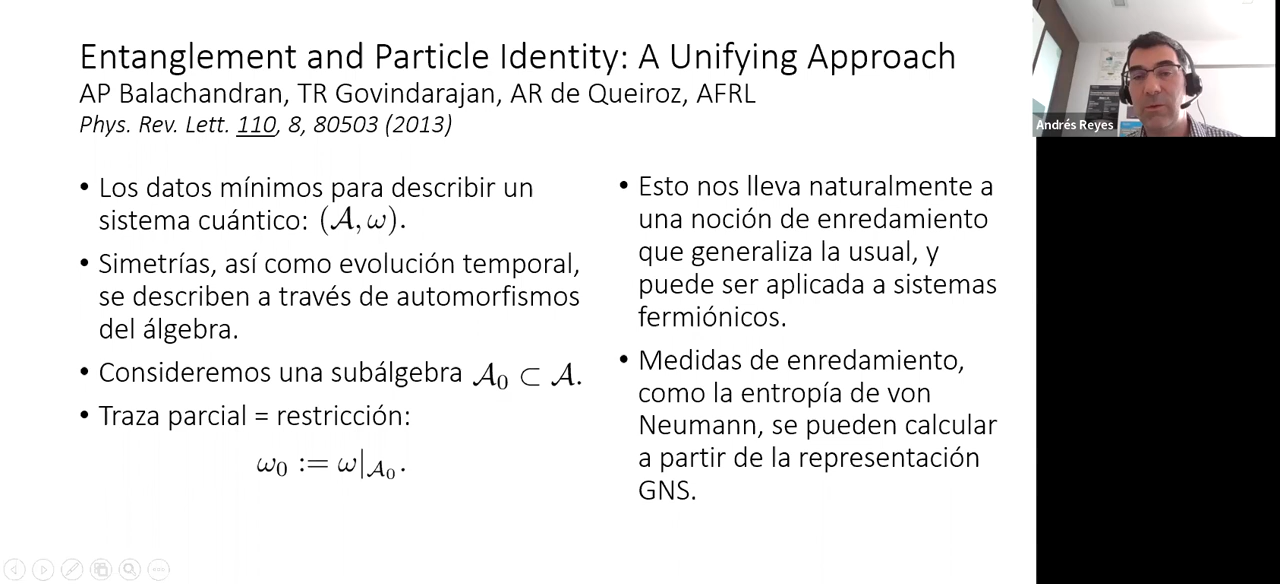 Entanglement and Particle Identity: A Unifying Approach
AP Balachandran, TR Govindarajan, AR de Queiroz, AFRL
Phys. Rev. Lett. 110, 8, 80503 (2013)
• Los datos mínimos para describir un
sistema cuántico: (𝒜, ω).
• Simetrías, así como evolución temporal,
se describen a través de automorfismos
del álgebra.
• Consideremos una subálgebra 𝒜₀ ⊂ 𝒜.
• Traza parcial = restricción:
ω₀ := ω|𝒜₀.
• Esto nos lleva naturalmente a
una noción de enredamiento
que generaliza la usual, y
puede ser aplicada a sistemas
fermiónicos.
• Medidas de enredamiento,
como la entropía de von
Neumann, se pueden calcular
a partir de la representación
GNS.
Andrés Reyes